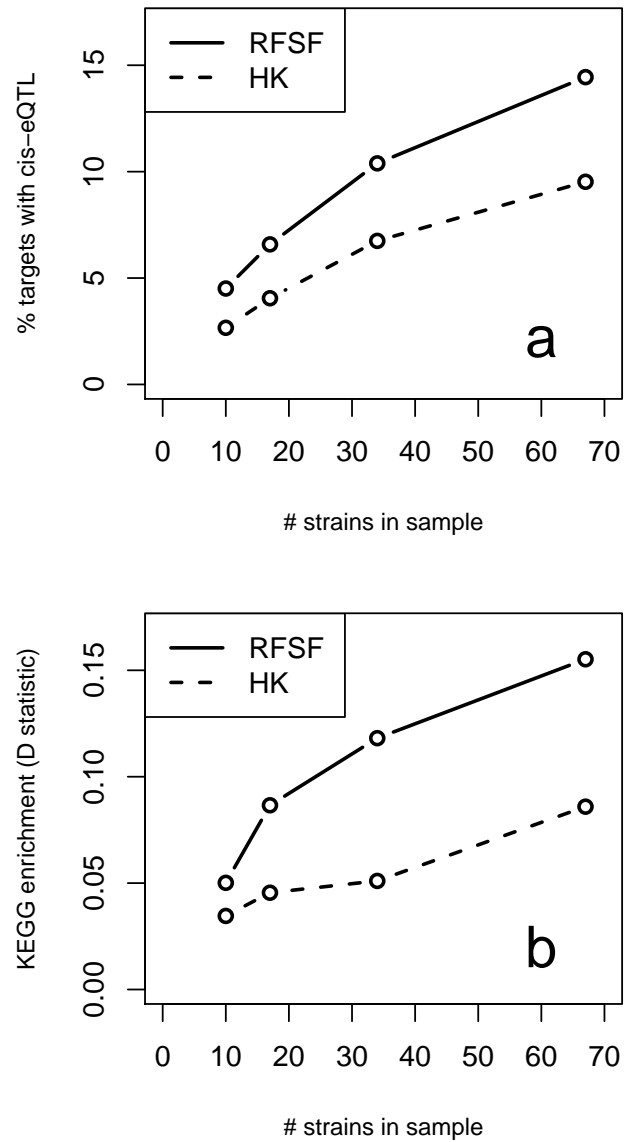 RFSF
HK
% targets with cis−eQTL
0 5 10 15
a
0 10 20 30 40 50 60 70
# strains in sample
RFSF
HK
KEGG enrichment (D statistic)
0.00 0.05 0.10 0.15
b
0 10 20 30 40 50 60 70
# strains in sample